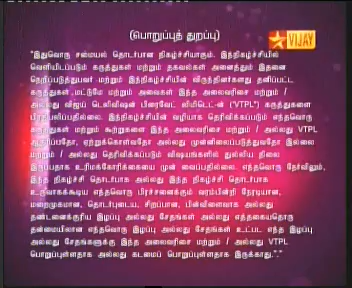 (பொறுப்புத் துறப்பு)
VIJAY
"இதுவொரு சமையல் தொடர்பான நிகழ்ச்சியாகும். இந்நிகழ்ச்சியில்
வெளியிடப்படும் கருத்துகள் மற்றும் தகவல்கள் அனைத்தும் இதனை
நெறிப்படுத்துபவர் மற்றும் இந்நிகழ்ச்சியின் விருந்தினர்களது தனிப்பட்ட
கருத்துகள் மட்டுமே மற்றும் அவைகள் இந்த அலைவரிசை மற்றும் /
அல்லது விஜய் டெலிவிஷன் பிரைவேட் லிமிடெட்-ன் ("VTPL") கருத்துகளை
பிரதிபலிப்பதில்லை. இந்நிகழ்ச்சியின் வழியாக தெரிவிக்கப்படும் எந்தவொரு
கருத்துகள் மற்றும் கூற்றுகளை இந்த அலைவரிசை மற்றும் / அல்லது VTPL
ஆதரிப்பதோ, ஏற்றுக்கொள்வதோ அல்லது முன்னிலைப்படுத்துவதோ இல்லை
மற்றும் / அல்லது தெரிவிக்கப்படும் விஷயங்களில் துல்லிய நிலை
இருப்பதாக உரிமைக்கோரிக்கையை முன் வைப்பதில்லை. எந்தவொரு நேர்விலும்,
இந்த நிகழ்ச்சி தொடர்பாக அல்லது இந்த நிகழ்ச்சி தொடர்பாக
உருவாகக்கூடிய எந்தவொரு பிரச்சனைக்கும் வரம்பின்றி நேரடியான,
மறைமுகமான, தொடர்புடைய, சிறப்பான, பின்விளைவாக அல்லது
தண்டனைக்குரிய இழப்பு அல்லது சேதங்கள் அல்லது எத்தகையதொரு
தன்மையிலான எந்தவொரு இழப்பு அல்லது சேதங்கள் உட்பட எந்த இழப்பு
அல்லது சேதங்களுக்கு இந்த அலைவரிசை மற்றும் / அல்லது VTPL
பொறுப்புள்ளதாக அல்லது கடமைப் பொறுப்புள்ளதாக இருக்காது."."